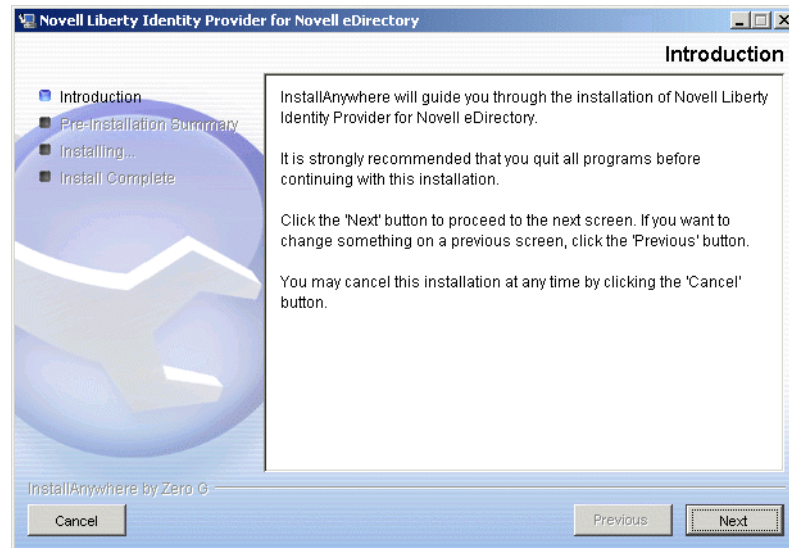 Novell Liberty Identity Provider for Novell eDirectory
Introduction
Introduction
Pre-Installation Summary
Installing...
Install Complete
InstallAnywhere will guide you through the installation of Novell Liberty
Identity Provider for Novell eDirectory.
It is strongly recommended that you quit all programs before
continuing with this installation.
Click the 'Next' button to proceed to the next screen. If you want to
change something on a previous screen, click the 'Previous' button.
You may cancel this installation at any time by clicking the 'Cancel'
button.
InstallAnywhere by Zero G
Cancel
Previous
Next